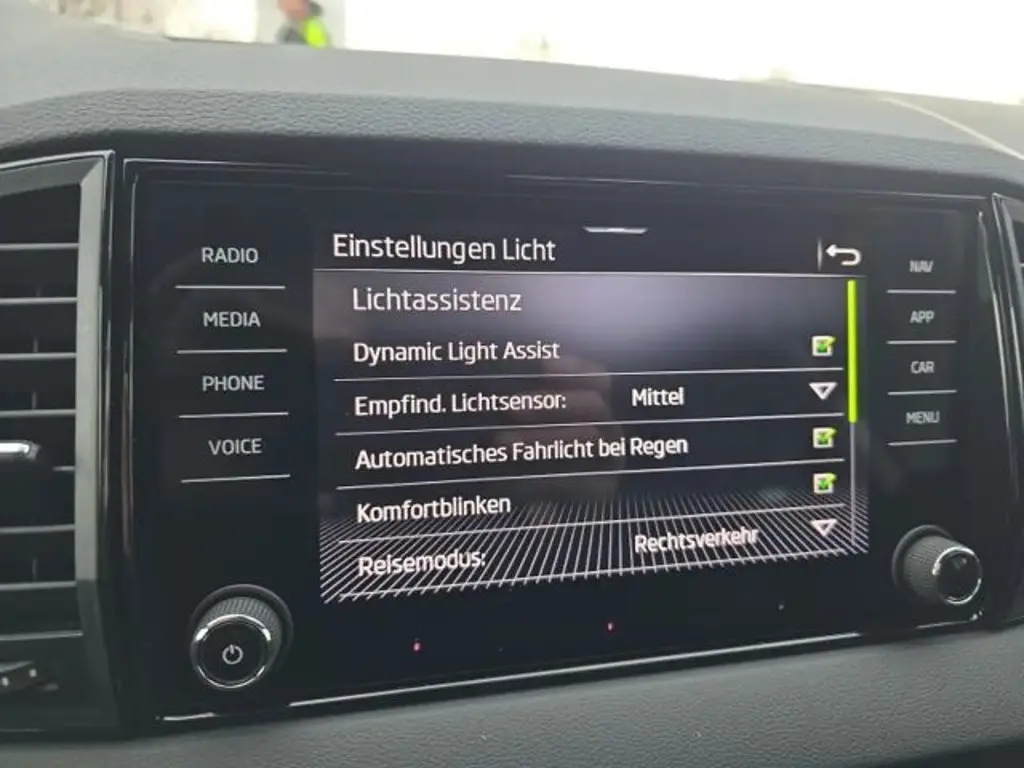 RADIO
MEDIA
PHONE
VOICE
Einstellungen Licht
Lichtassistenz
Dynamic Light Assist
Empfind. Lichtsensor: Mittel
Automatisches Fahrlicht bei Regen
Komfortblinken
Reisemodus: Rechtsverkehr
NAV
APP
CAR
MENU